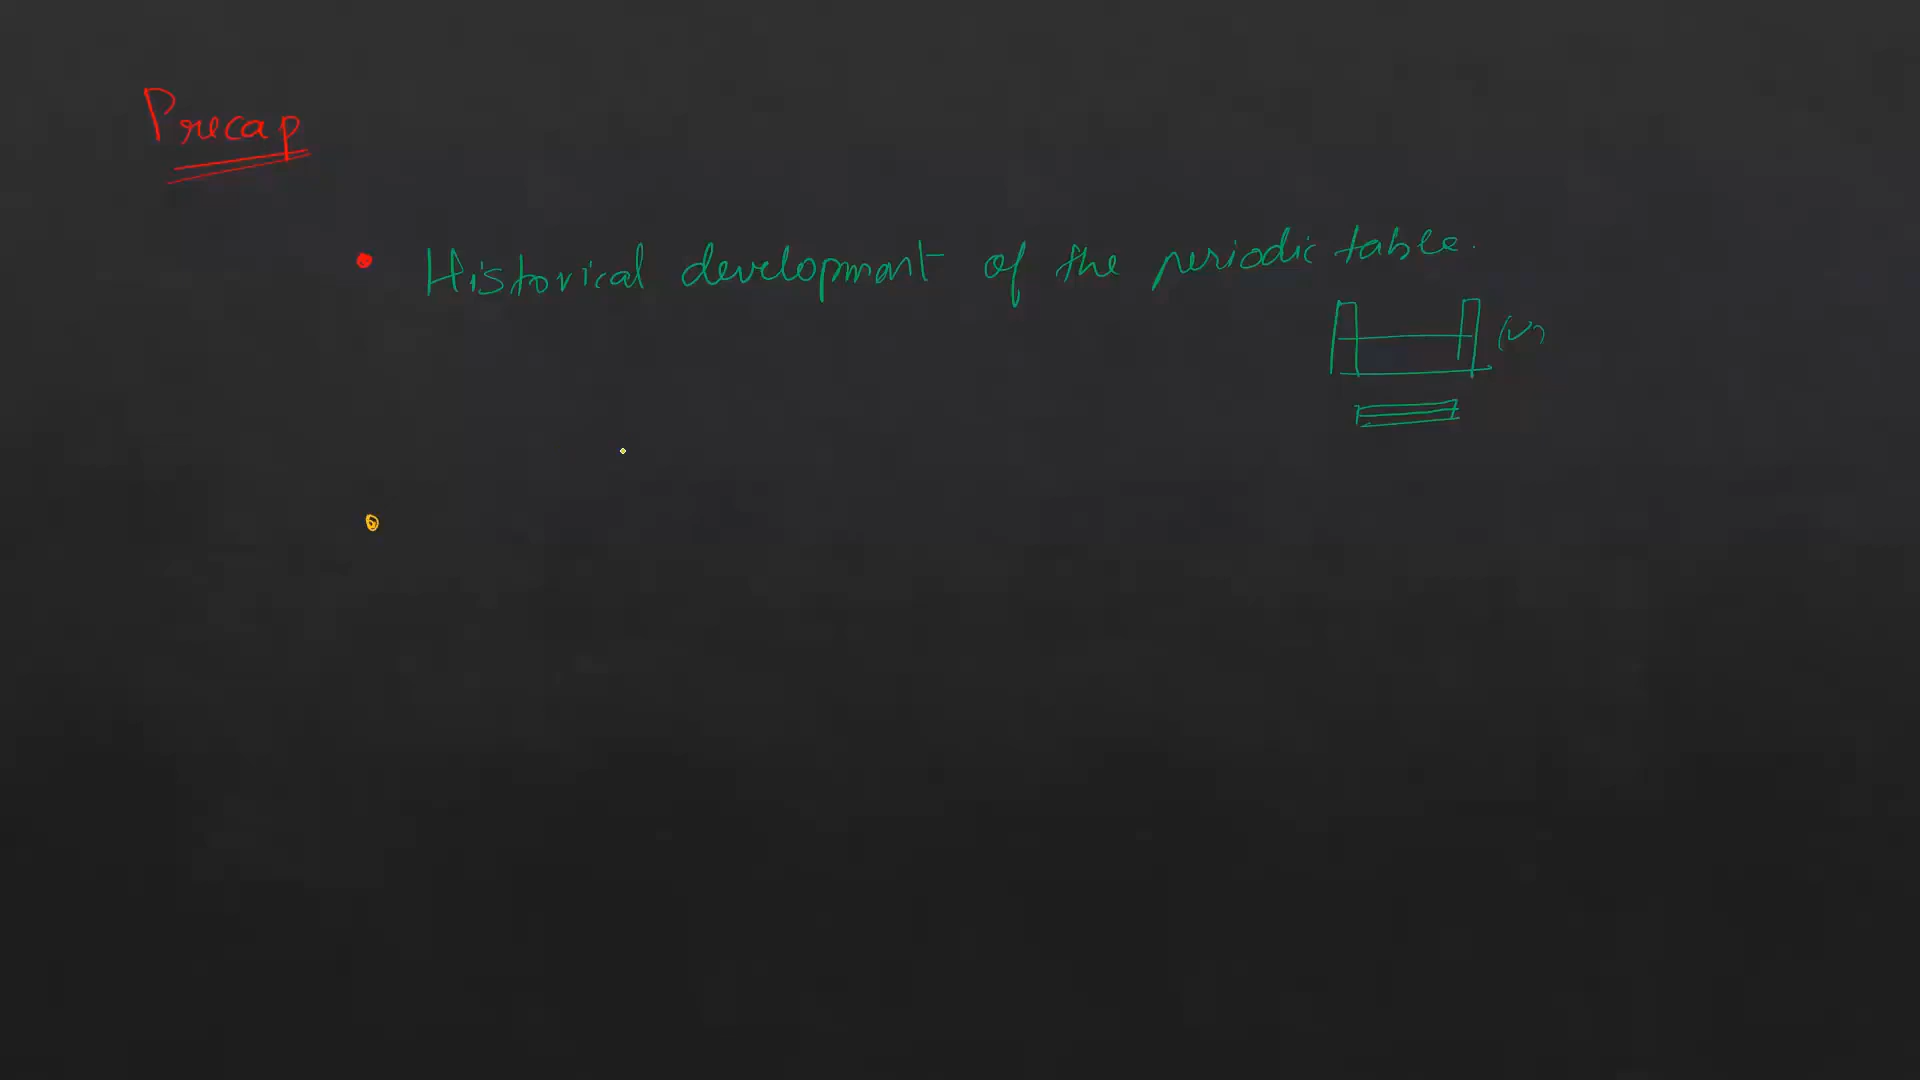 Precap
• Historical development of the periodic table.